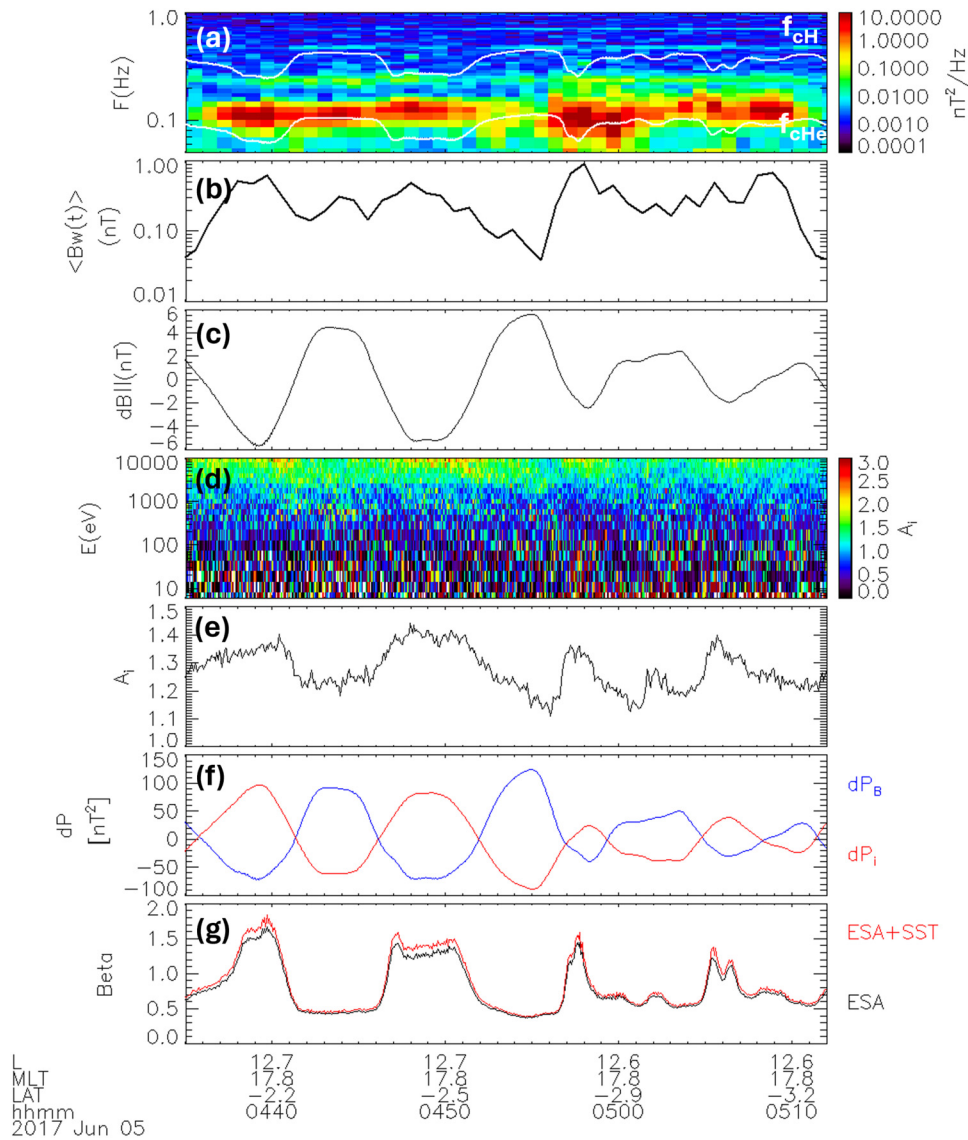 (a)
f_cH
f_cHe
F(Hz)
1.0
0.1
10.0000
1.0000
0.1000
0.0100
0.0010
0.0001
nT²/Hz
(b)
<Bw(t)>
(nT)
1.00
0.10
0.01
(c)
dB||(nT)
6
4
2
0
−2
−4
−6
(d)
E(eV)
10000
1000
100
10
3.0
2.5
2.0
1.5
1.0
0.5
0.0
A_i
(e)
A_i
1.5
1.4
1.3
1.2
1.1
1.0
(f)
dP
[nT²]
150
100
50
0
−50
−100
dP_B
dP_i
(g)
Beta
2.0
1.5
1.0
0.5
0.0
ESA+SST
ESA
L 12.7 12.7 12.6 12.6
MLT 17.8 17.8 17.8 17.8
LAT −2.2 −2.5 −2.9 −3.2
hhmm 0440 0450 0500 0510
2017 Jun 05